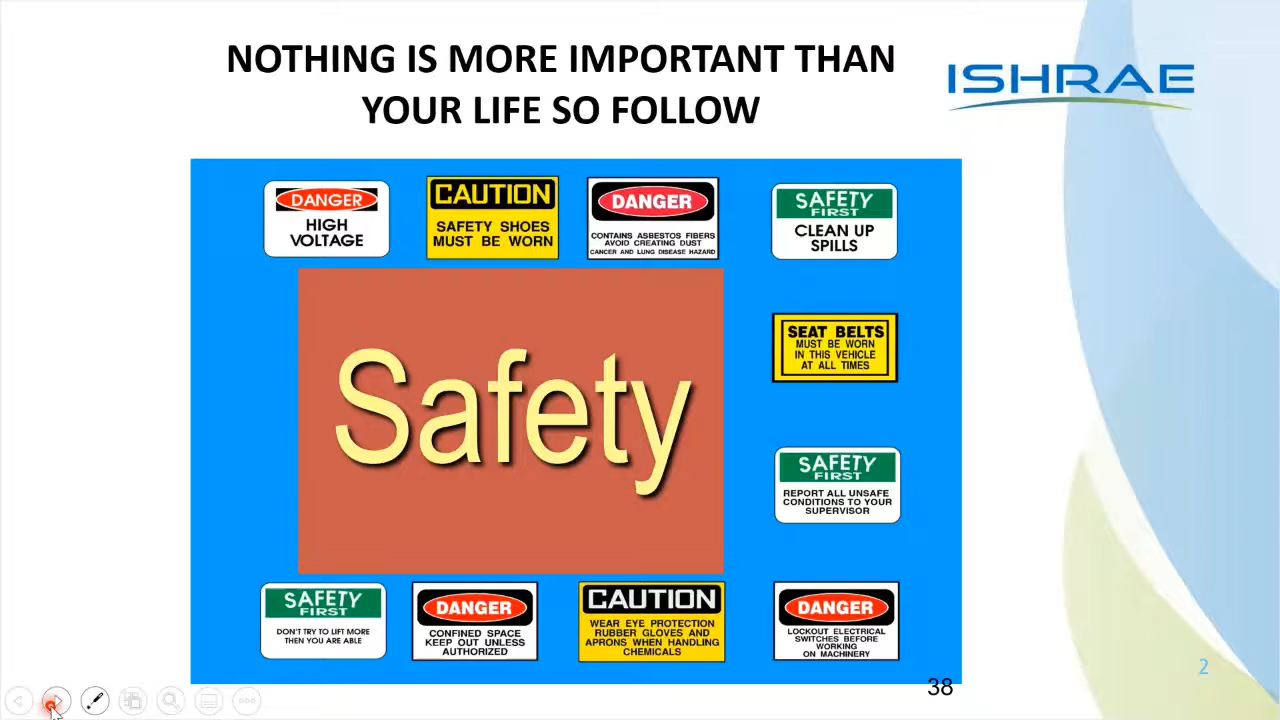 NOTHING IS MORE IMPORTANT THAN
YOUR LIFE SO FOLLOW
ISHRAE
DANGER
HIGH
VOLTAGE
CAUTION
SAFETY SHOES
MUST BE WORN
DANGER
CONTAINS ASBESTOS FIBERS
AVOID CREATING DUST
CANCER AND LUNG DISEASE HAZARD
SAFETY
FIRST
CLEAN UP
SPILLS
Safety
SEAT BELTS
MUST BE WORN
IN THIS VEHICLE
AT ALL TIMES
SAFETY
FIRST
REPORT ALL UNSAFE
CONDITIONS TO YOUR
SUPERVISOR
SAFETY
FIRST
DON'T TRY TO LIFT MORE
THEN YOU ARE ABLE
DANGER
CONFINED SPACE
KEEP OUT UNLESS
AUTHORIZED
CAUTION
WEAR EYE PROTECTION
RUBBER GLOVES AND
APRONS WHEN HANDLING
CHEMICALS
DANGER
LOCKOUT ELECTRICAL
SWITCHES BEFORE
WORKING
ON MACHINERY
38
2